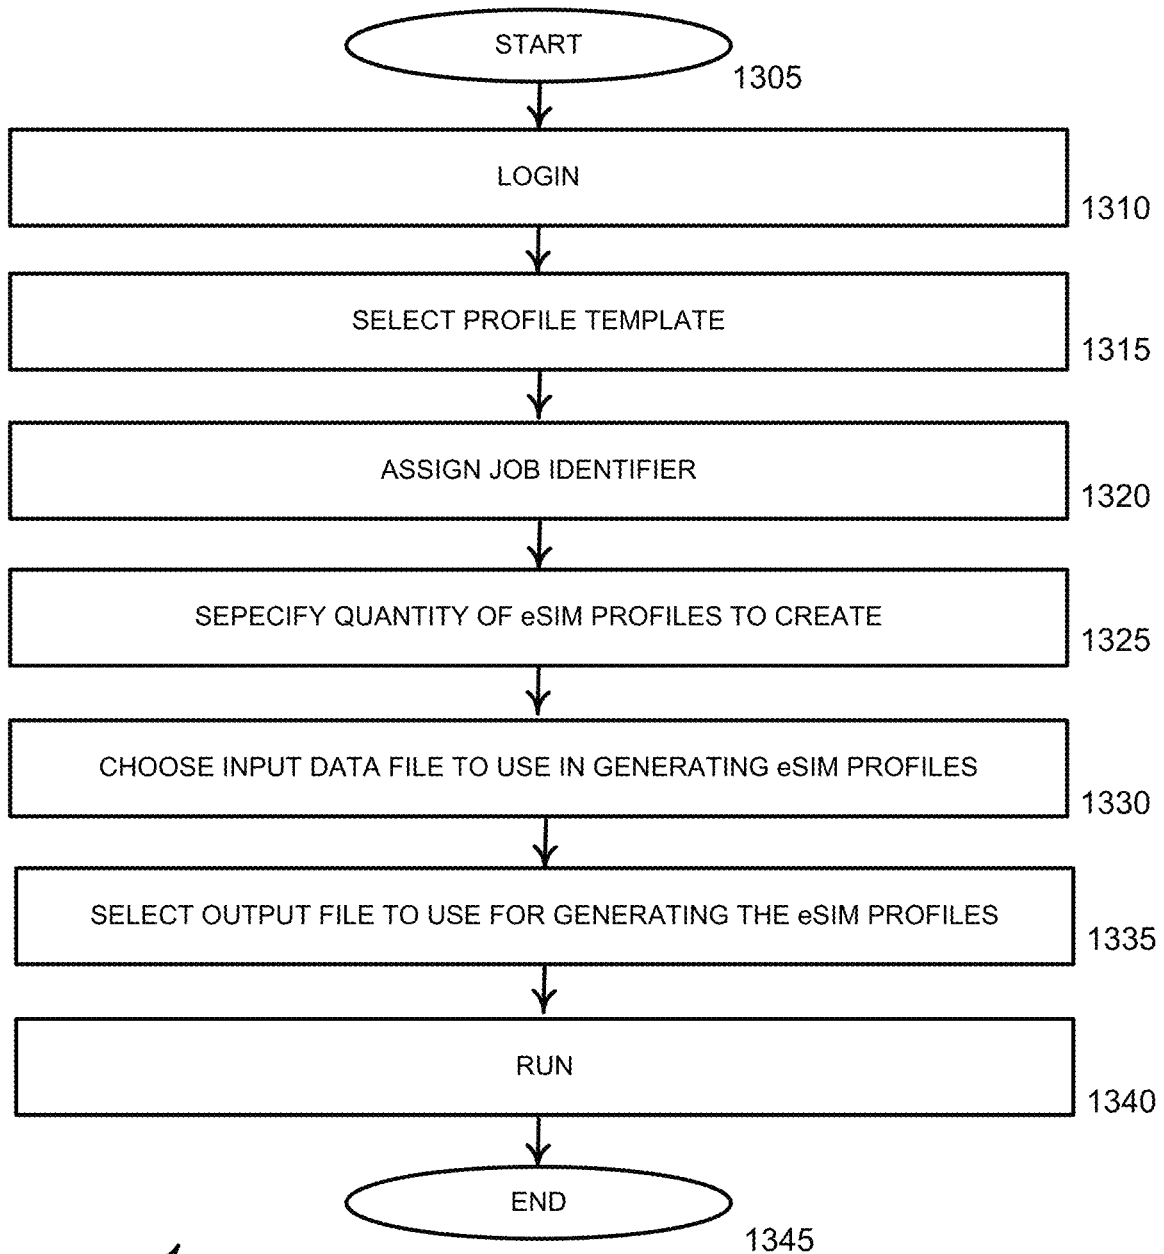 START
1305
LOGIN
1310
SELECT PROFILE TEMPLATE
1315
ASSIGN JOB IDENTIFIER
1320
SEPECIFY QUANTITY OF eSIM PROFILES TO CREATE
1325
CHOOSE INPUT DATA FILE TO USE IN GENERATING eSIM PROFILES
1330
SELECT OUTPUT FILE TO USE FOR GENERATING THE eSIM PROFILES
1335
RUN
1340
END
1345